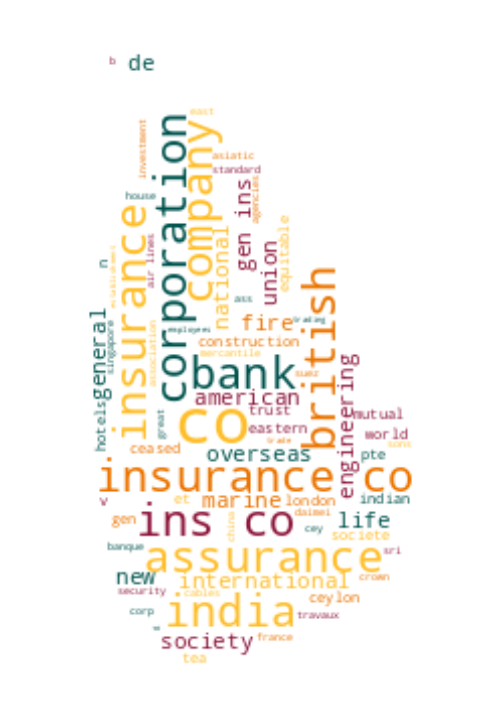 b de
east
investment
corporation
company
asiatic
standard
house
insurance
gen ins
agencies
national
union
equitable
air lines
n
general
singapore
association
employees
ass
trading
fire
construction
mercantile
british
bank
suez
american
trust
great
hotels
co
eastern
trade
engineering
mutual
world
sons
ceased
overseas
pte
insurance co
v
et
marine
london
indian
gen
ins co
daimei
cey
life
china
societe
banque
assurance
sri
new
international
crown
security
cables
ceylon
corp
india
travaux
w
society
france
tea